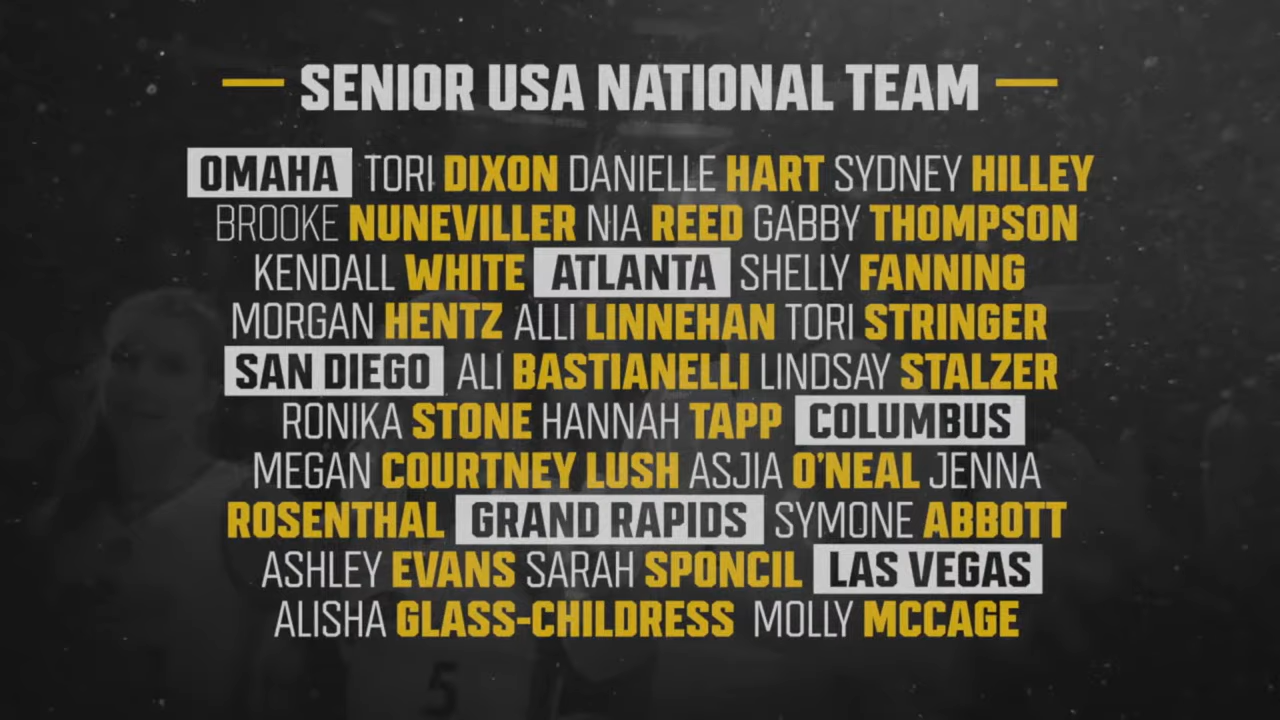 SENIOR USA NATIONAL TEAM
OMAHA TORI DIXON DANIELLE HART SYDNEY HILLEY
BROOKE NUNEVILLER NIA REED GABBY THOMPSON
KENDALL WHITE ATLANTA SHELLY FANNING
MORGAN HENTZ ALLI LINNEHAN TORI STRINGER
SAN DIEGO ALI BASTIANELLI LINDSAY STALZER
RONIKA STONE HANNAH TAPP COLUMBUS
MEGAN COURTNEY LUSH ASJIA O'NEAL JENNA
ROSENTHAL GRAND RAPIDS SYMONE ABBOTT
ASHLEY EVANS SARAH SPONCIL LAS VEGAS
ALISHA GLASS-CHILDRESS MOLLY MCCAGE
5